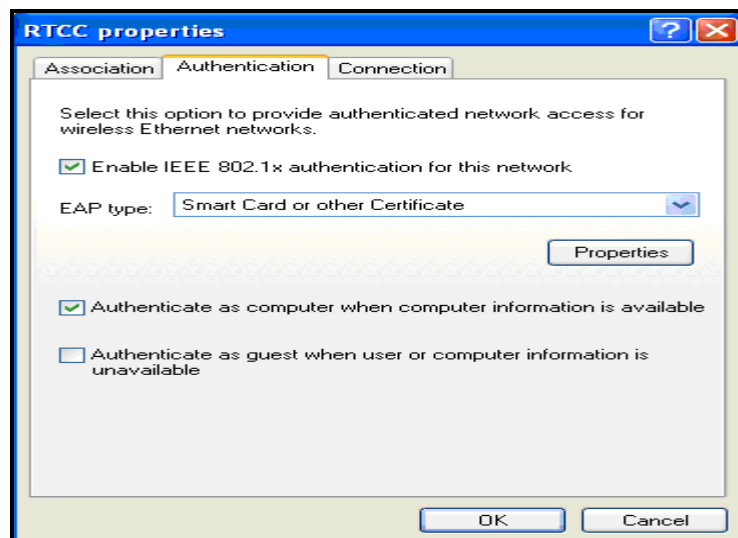 RTCC properties
Association Authentication Connection
Select this option to provide authenticated network access for
wireless Ethernet networks.
Enable IEEE 802.1x authentication for this network
EAP type: Smart Card or other Certificate
Properties
Authenticate as computer when computer information is available
Authenticate as guest when user or computer information is
unavailable
OK Cancel